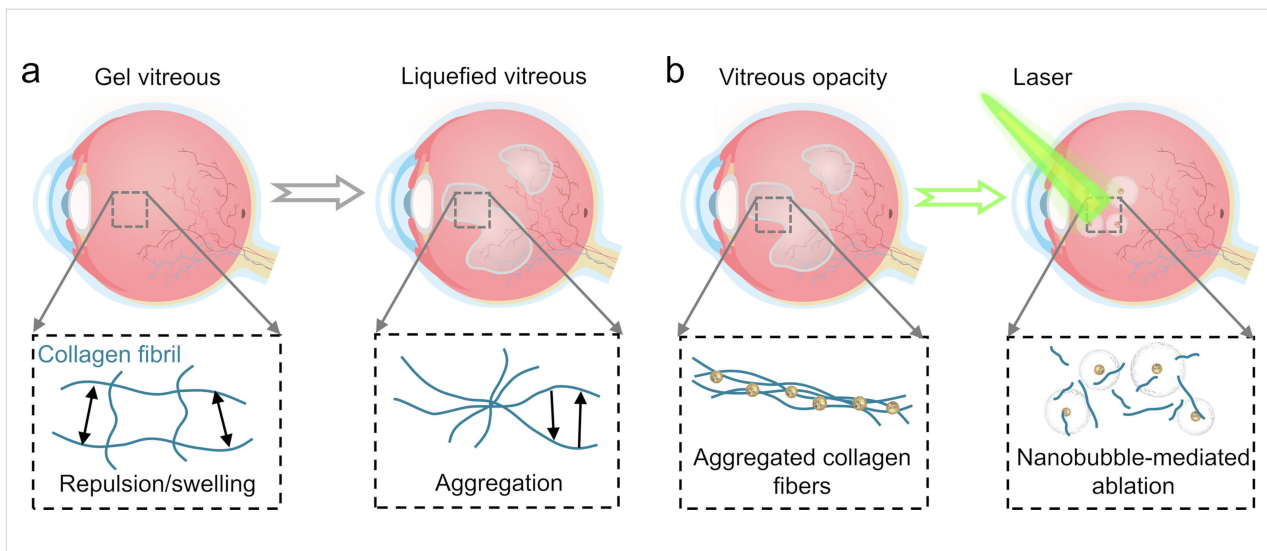 a
Gel vitreous
Liquefied vitreous
Collagen fibril
Repulsion/swelling
Aggregation
b
Vitreous opacity
Laser
Aggregated collagen
fibers
Nanobubble-mediated
ablation